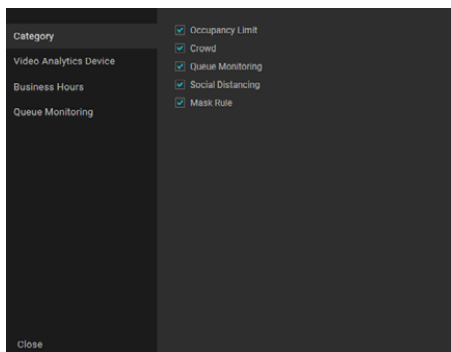 Category
Video Analytics Device
Business Hours
Queue Monitoring
Close
Occupancy Limit
Crowd
Queue Monitoring
Social Distancing
Mask Rule